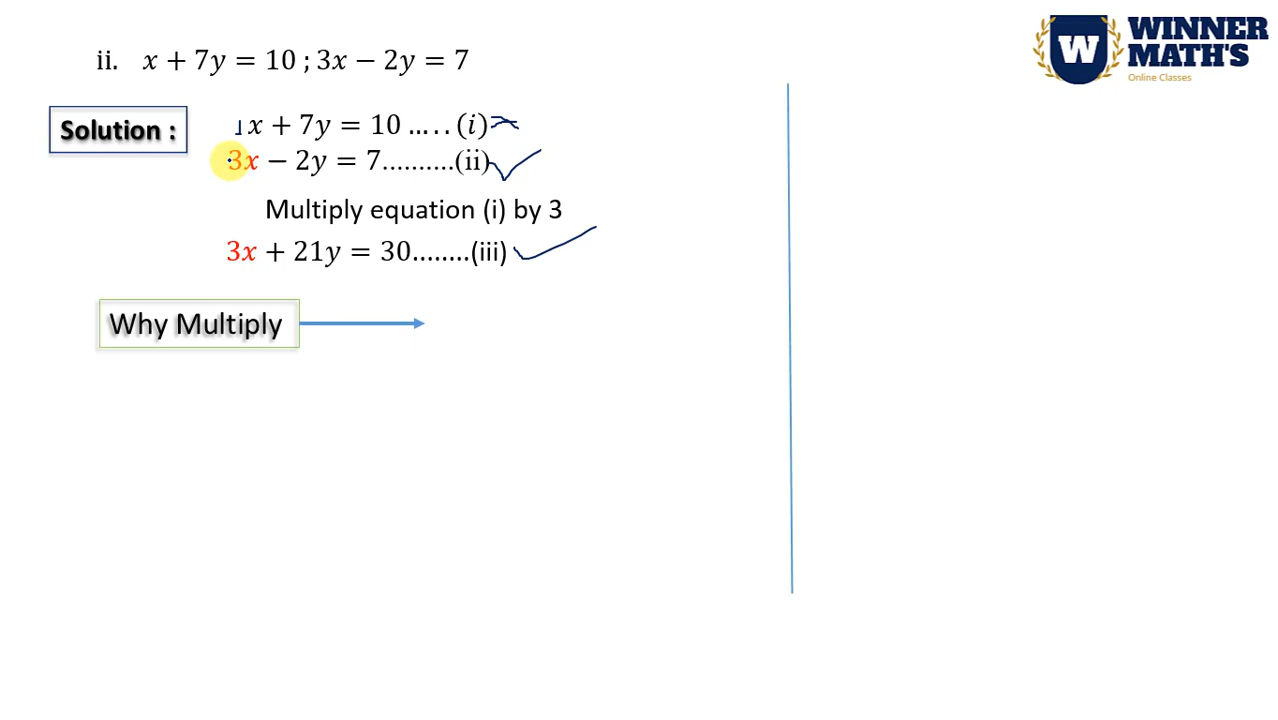 ii. x + 7y = 10 ; 3x − 2y = 7
WINNER
MATH'S
Online Classes
W
Solution :
1x + 7y = 10 ... . . (i)
3x − 2y = 7..........(ii)
Multiply equation (i) by 3
3x + 21y = 30........(iii)
Why Multiply